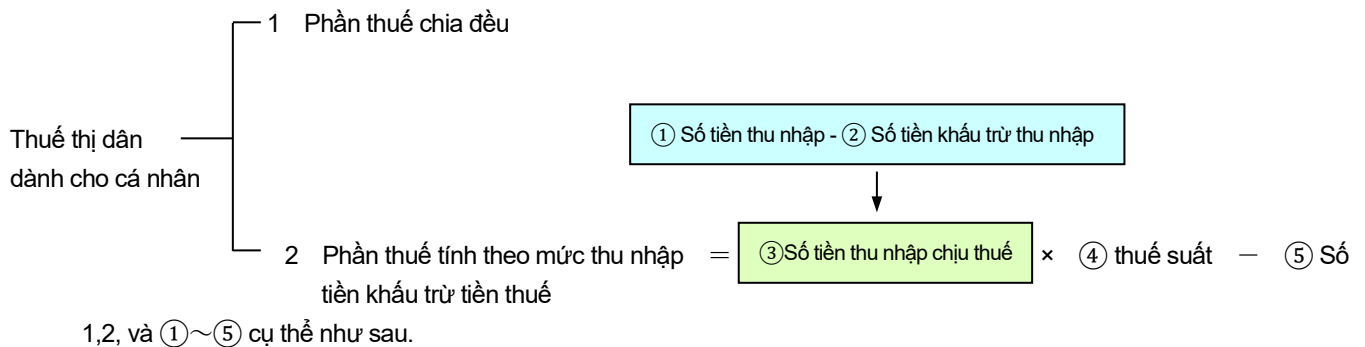 1 Phần thuế chia đều
① Số tiền thu nhập - ② Số tiền khấu trừ thu nhập
Thuế thị dân
dành cho cá nhân
2 Phần thuế tính theo mức thu nhập = ③Số tiền thu nhập chịu thuế × ④ thuế suất － ⑤ Số
tiền khấu trừ tiền thuế
1,2, và ①～⑤ cụ thể như sau.